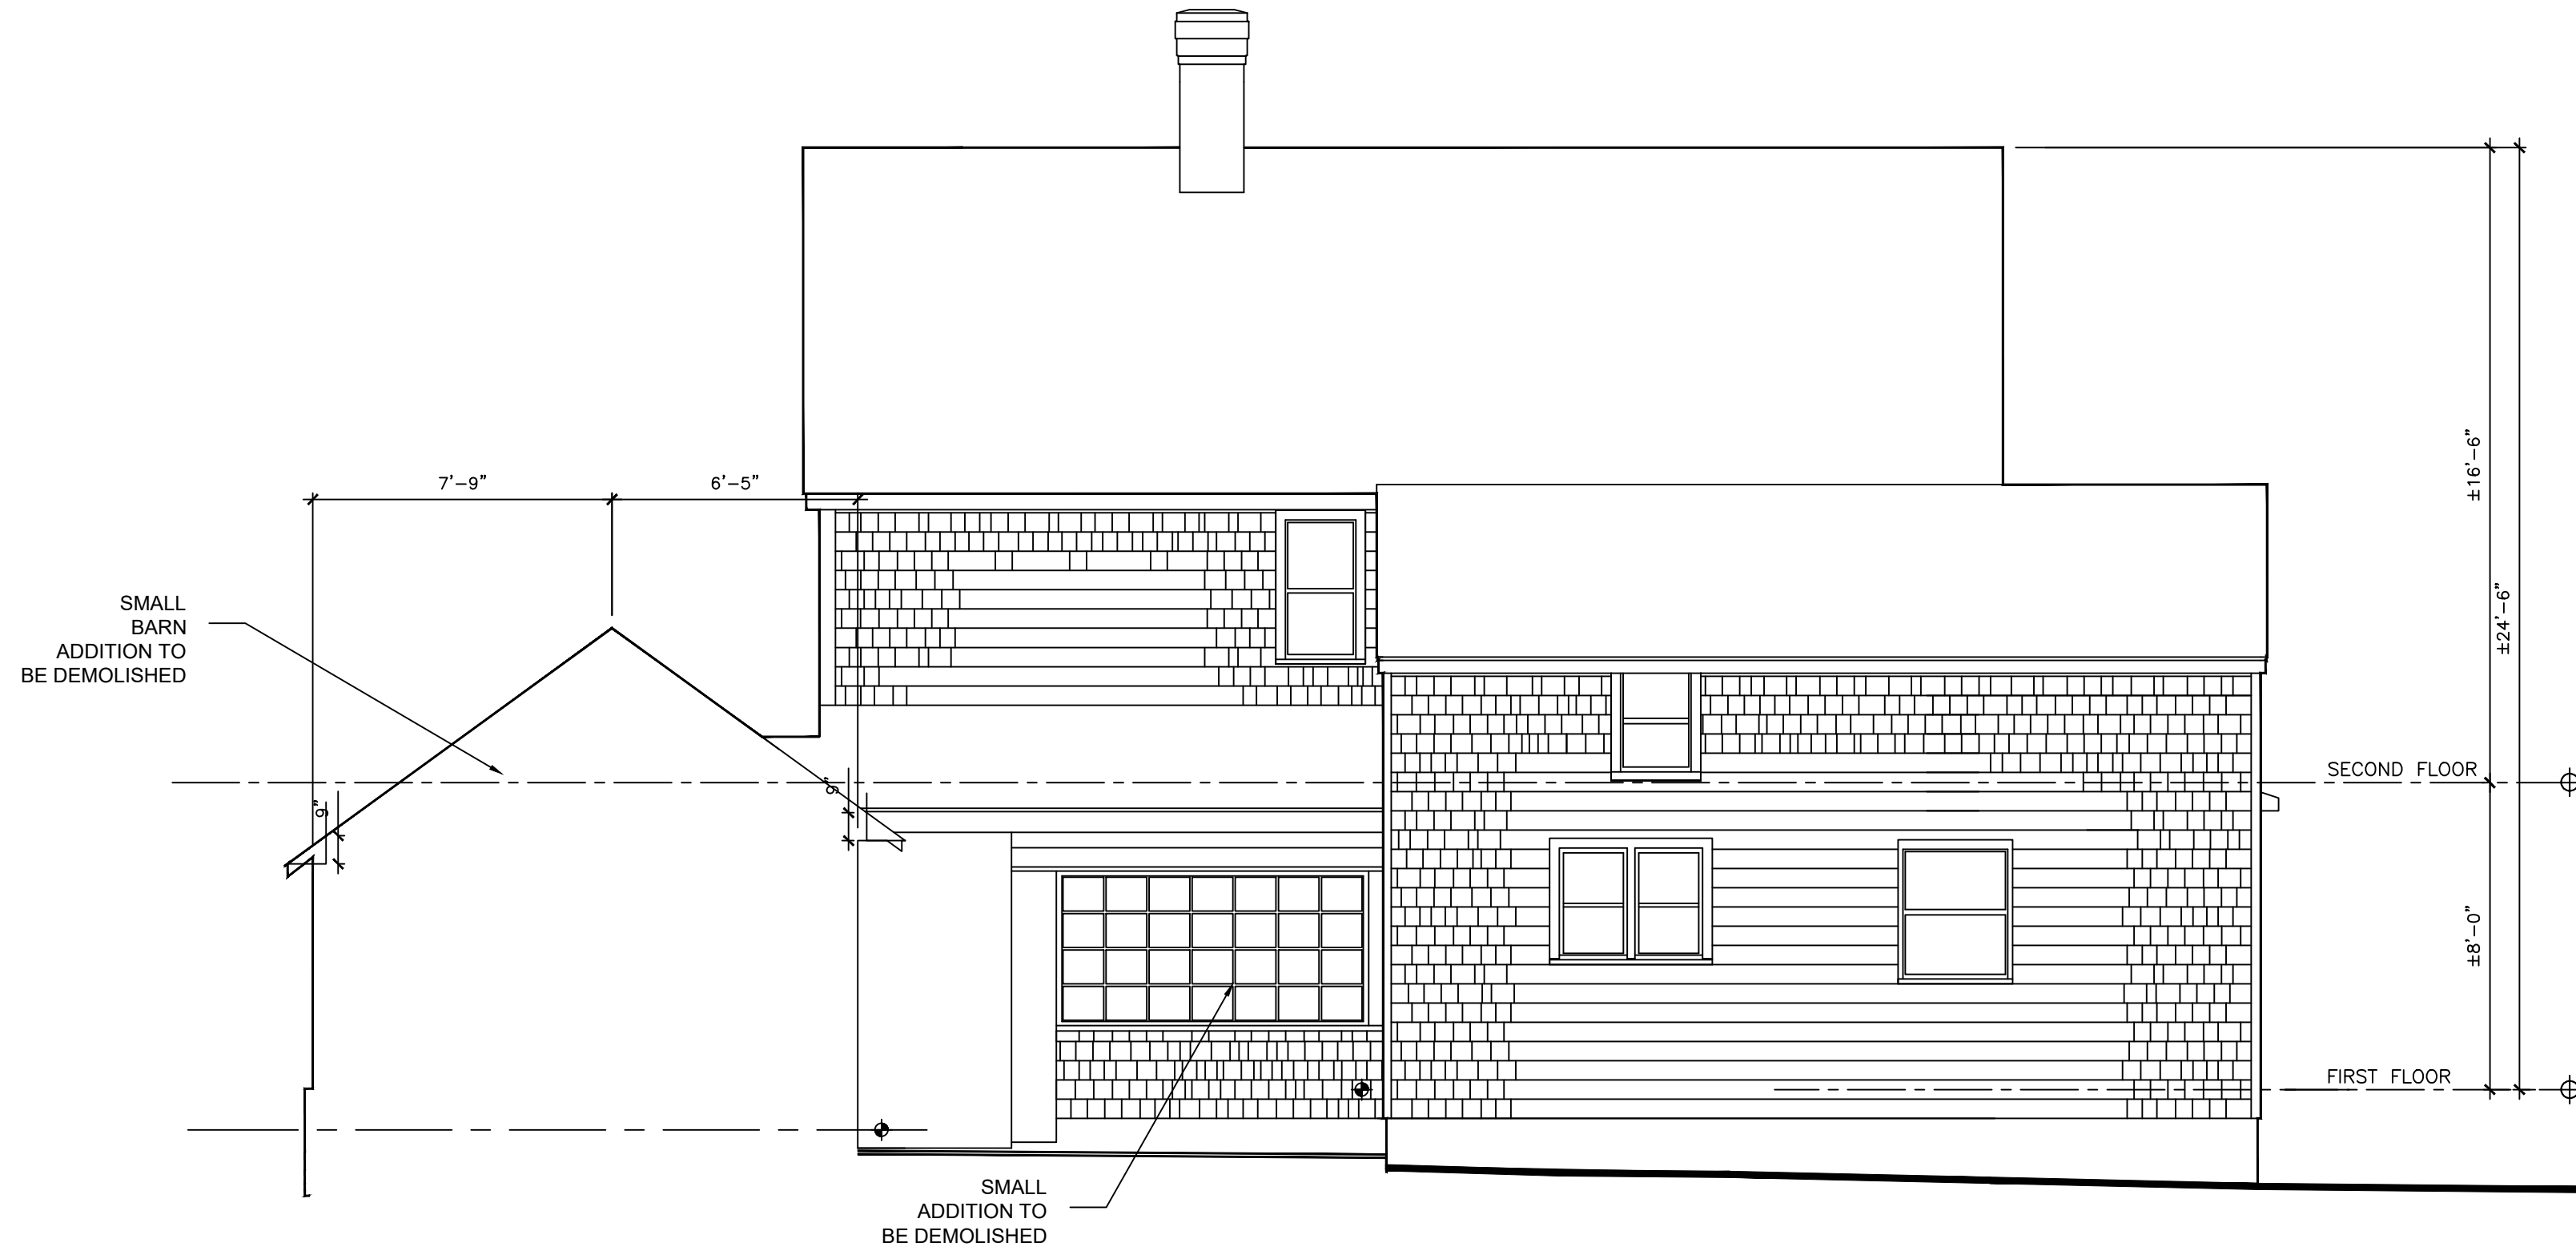 7'-9"
6'-5"
±16'-6"
SMALL
BARN
ADDITION TO
BE DEMOLISHED
±24'-6"
SECOND FLOOR
9"
9"
±8'-0"
FIRST FLOOR
SMALL
ADDITION TO
BE DEMOLISHED